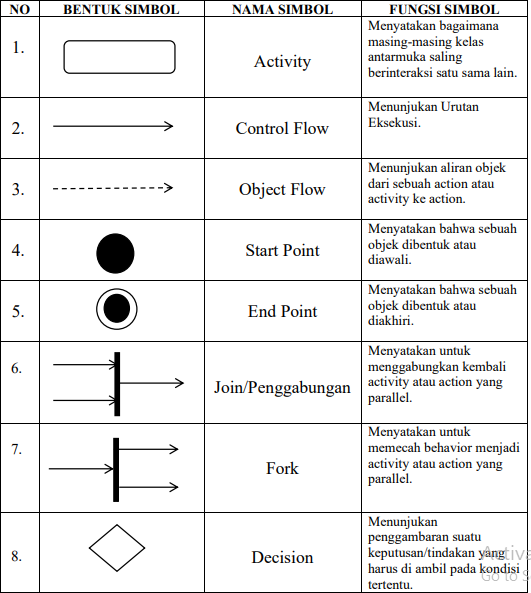 NO BENTUK SIMBOL NAMA SIMBOL FUNGSI SIMBOL
1.
Activity
Menyatakan bagaimana
masing-masing kelas
antarmuka saling
berinteraksi satu sama lain.
2.
Control Flow
Menunjukan Urutan
Eksekusi.
3.
Object Flow
Menunjukan aliran objek
dari sebuah action atau
activity ke action.
4.
Start Point
Menyatakan bahwa sebuah
objek dibentuk atau
diawali.
5.
End Point
Menyatakan bahwa sebuah
objek dibentuk atau
diakhiri.
6.
Join/Penggabungan
Menyatakan untuk
menggabungkan kembali
activity atau action yang
parallel.
7.
Fork
Menyatakan untuk
memecah behavior menjadi
activity atau action yang
parallel.
8.
Decision
Menunjukan
penggambaran suatu
keputusan/tindakan yang
harus di ambil pada kondisi
tertentu.
Activa
Go to S